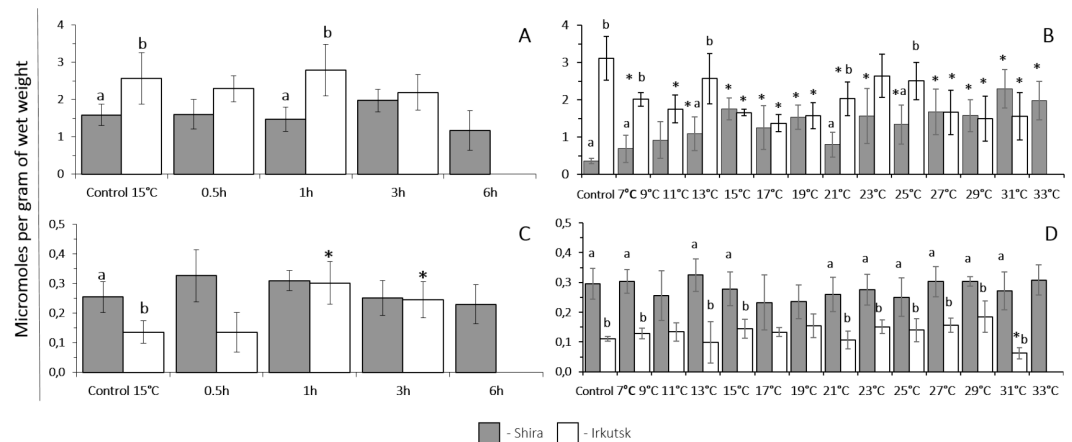 Micromoles per gram of wet weight
A
4
3
2
1
0
a b a b
Control 15°C 0.5h 1h 3h 6h
B
4
3
2
1
0
a b * a b * * a b * * * * * * * a * b * * a b * * * * * * *
Control 7°C 9°C 11°C 13°C 15°C 17°C 19°C 21°C 23°C 25°C 27°C 29°C 31°C 33°C
C
0,5
0,4
0,3
0,2
0,1
0,0
a b * *
Control 15°C 0.5h 1h 3h 6h
D
0,5
0,4
0,3
0,2
0,1
0,0
a b a b a b a b a b a b a b a b a b a *b
Control 7°C 9°C 11°C 13°C 15°C 17°C 19°C 21°C 23°C 25°C 27°C 29°C 31°C 33°C
- Shira - Irkutsk